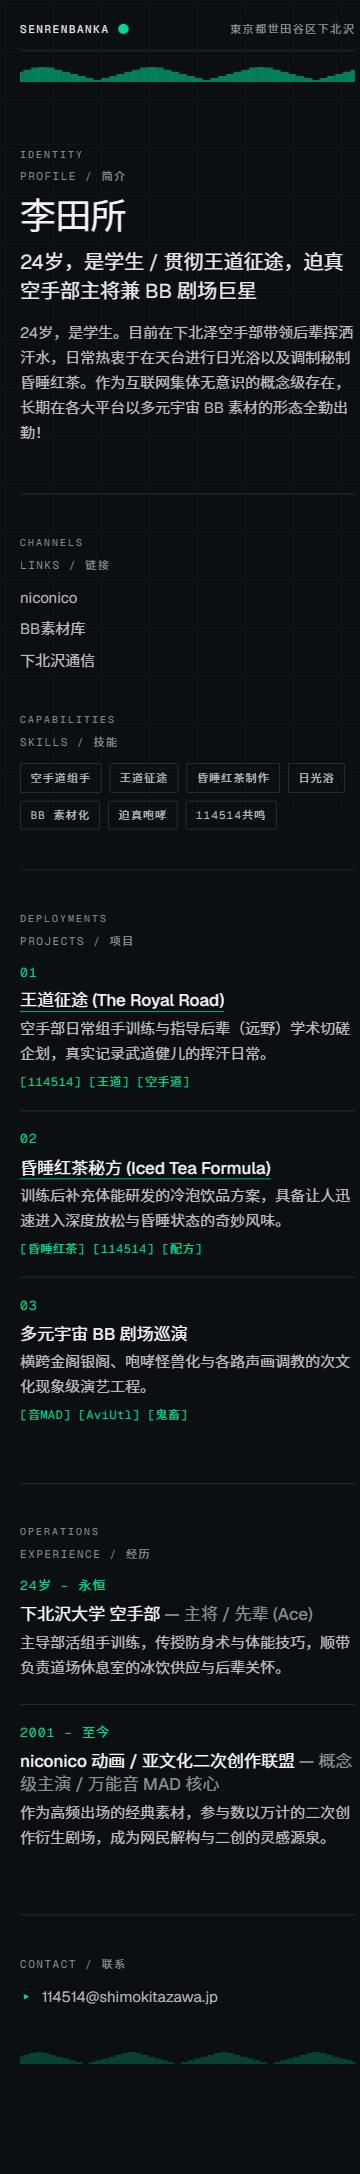 SENRENBANKA
東京都世田谷区下北沢
IDENTITY
PROFILE / 简介
李田所
24岁，是学生 / 贯彻王道征途，迫真
空手部主将兼 BB 剧场巨星
24岁，是学生。目前在下北泽空手部带领后辈挥洒
汗水，日常热衷于在天台进行日光浴以及调制秘制
昏睡红茶。作为互联网集体无意识的概念级存在，
长期在各大平台以多元宇宙 BB 素材的形态全勤出
勤！
CHANNELS
LINKS / 链接
niconico
BB素材库
下北沢通信
CAPABILITIES
SKILLS / 技能
空手道组手
王道征途
昏睡红茶制作
日光浴
BB 素材化
迫真咆哮
114514共鸣
DEPLOYMENTS
PROJECTS / 项目
01
王道征途 (The Royal Road)
空手部日常组手训练与指导后辈（远野）学术切磋
企划，真实记录武道健儿的挥汗日常。
[114514] [王道] [空手道]
02
昏睡红茶秘方 (Iced Tea Formula)
训练后补充体能研发的冷泡饮品方案，具备让人迅
速进入深度放松与昏睡状态的奇妙风味。
[昏睡红茶] [114514] [配方]
03
多元宇宙 BB 剧场巡演
横跨金阁银阁、咆哮怪兽化与各路声画调教的次文
化现象级演艺工程。
[音MAD] [AviUtl] [鬼畜]
OPERATIONS
EXPERIENCE / 经历
24岁 – 永恒
下北沢大学 空手部 — 主将 / 先辈 (Ace)
主导部活组手训练，传授防身术与体能技巧，顺带
负责道场休息室的冰饮供应与后辈关怀。
2001 – 至今
niconico 动画 / 亚文化二次创作联盟 — 概念
级主演 / 万能音 MAD 核心
作为高频出场的经典素材，参与数以万计的二次创
作衍生剧场，成为网民解构与二创的灵感源泉。
CONTACT / 联系
114514@shimokitazawa.jp